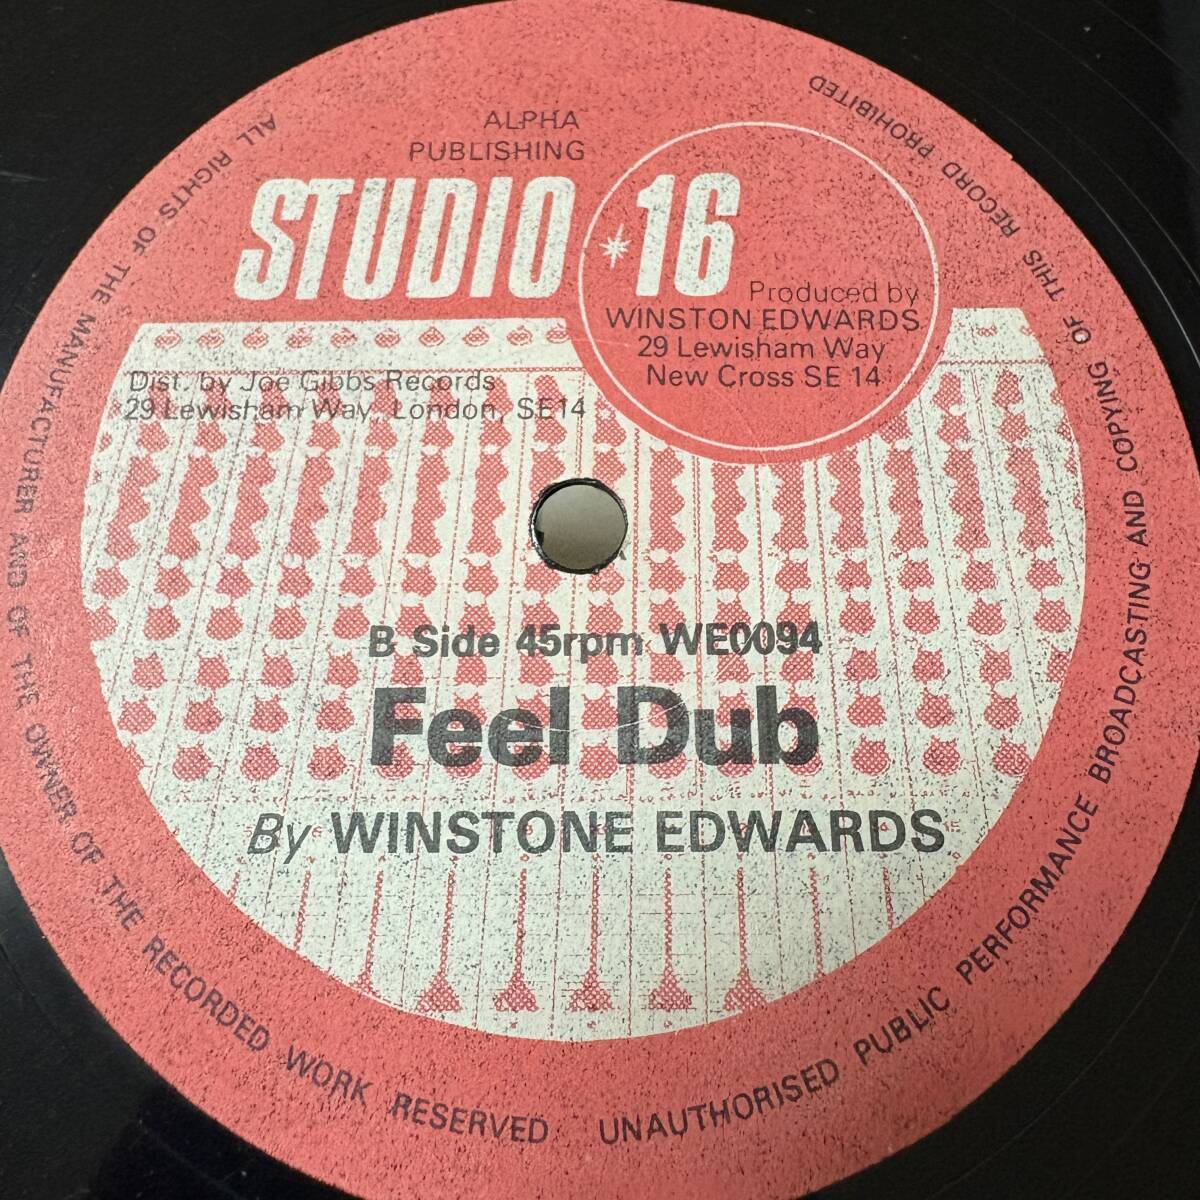 ALPHA
PUBLISHING
STUDIO 16
Produced by
WINSTON EDWARDS
29 Lewisham Way
New Cross SE 14
Dist. by Joe Gibbs Records
29 Lewisham Way, London, SE14
B Side 45rpm WE0094
Feel Dub
By WINSTONE EDWARDS
ALL RIGHTS OF THE MANUFACTURER AND OF THE OWNER OF THE RECORDED WORK RESERVED UNAUTHORISED PUBLIC PERFORMANCE BROADCASTING AND COPYING OF THIS RECORD PROHIBITED